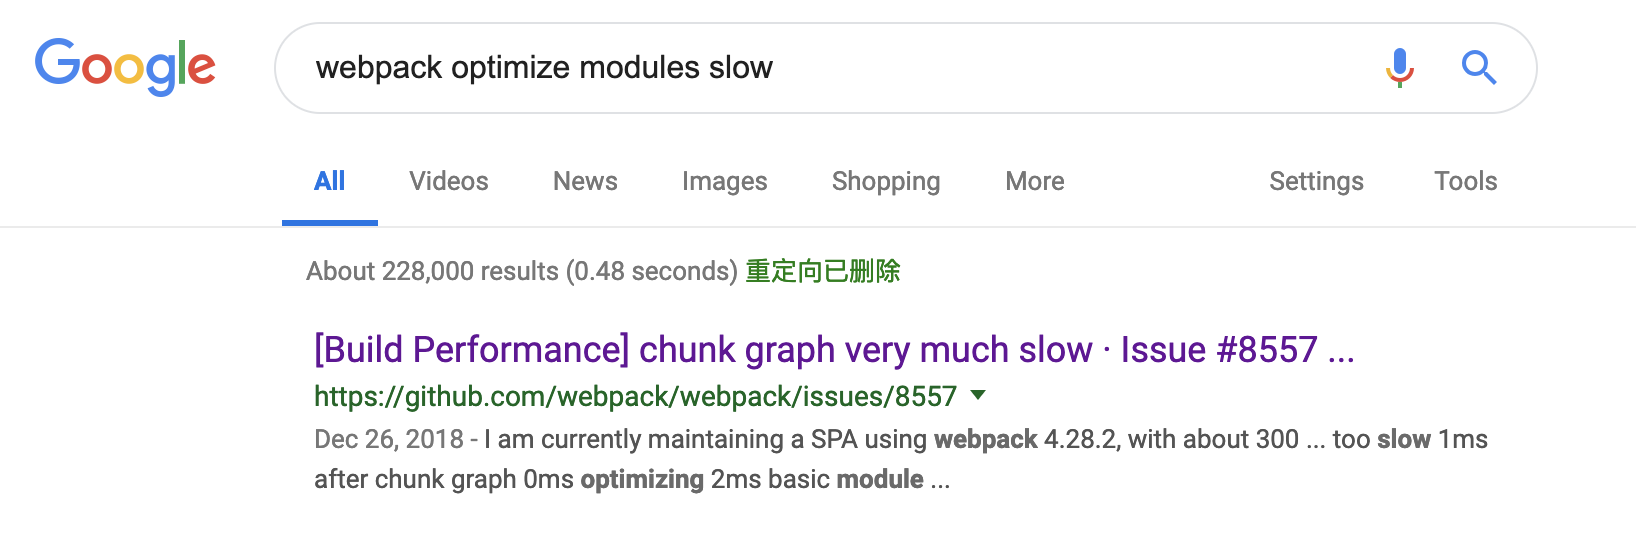 Google
webpack optimize modules slow
All Videos News Images Shopping More Settings Tools
About 228,000 results (0.48 seconds) 重定向已删除
[Build Performance] chunk graph very much slow · Issue #8557 ...
https://github.com/webpack/webpack/issues/8557
Dec 26, 2018 - I am currently maintaining a SPA using webpack 4.28.2, with about 300 ... too slow 1ms
after chunk graph 0ms optimizing 2ms basic module ...